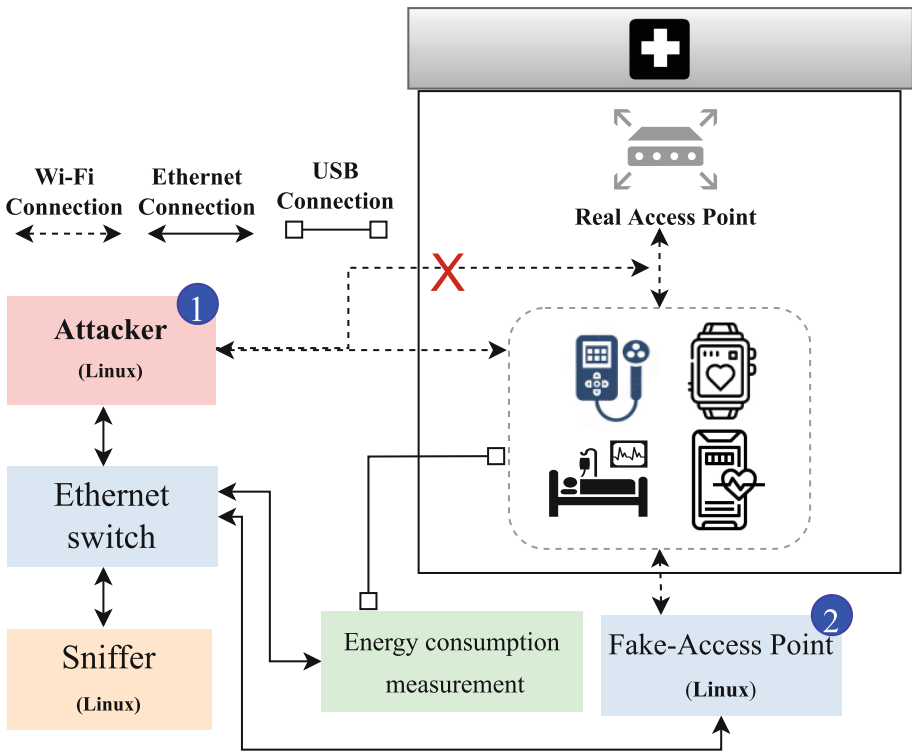 Wi-Fi
Connection
Ethernet
Connection
USB
Connection
Real Access Point
X
1
Attacker
(Linux)
Ethernet
switch
Sniffer
(Linux)
Energy consumption
measurement
2
Fake-Access Point
(Linux)